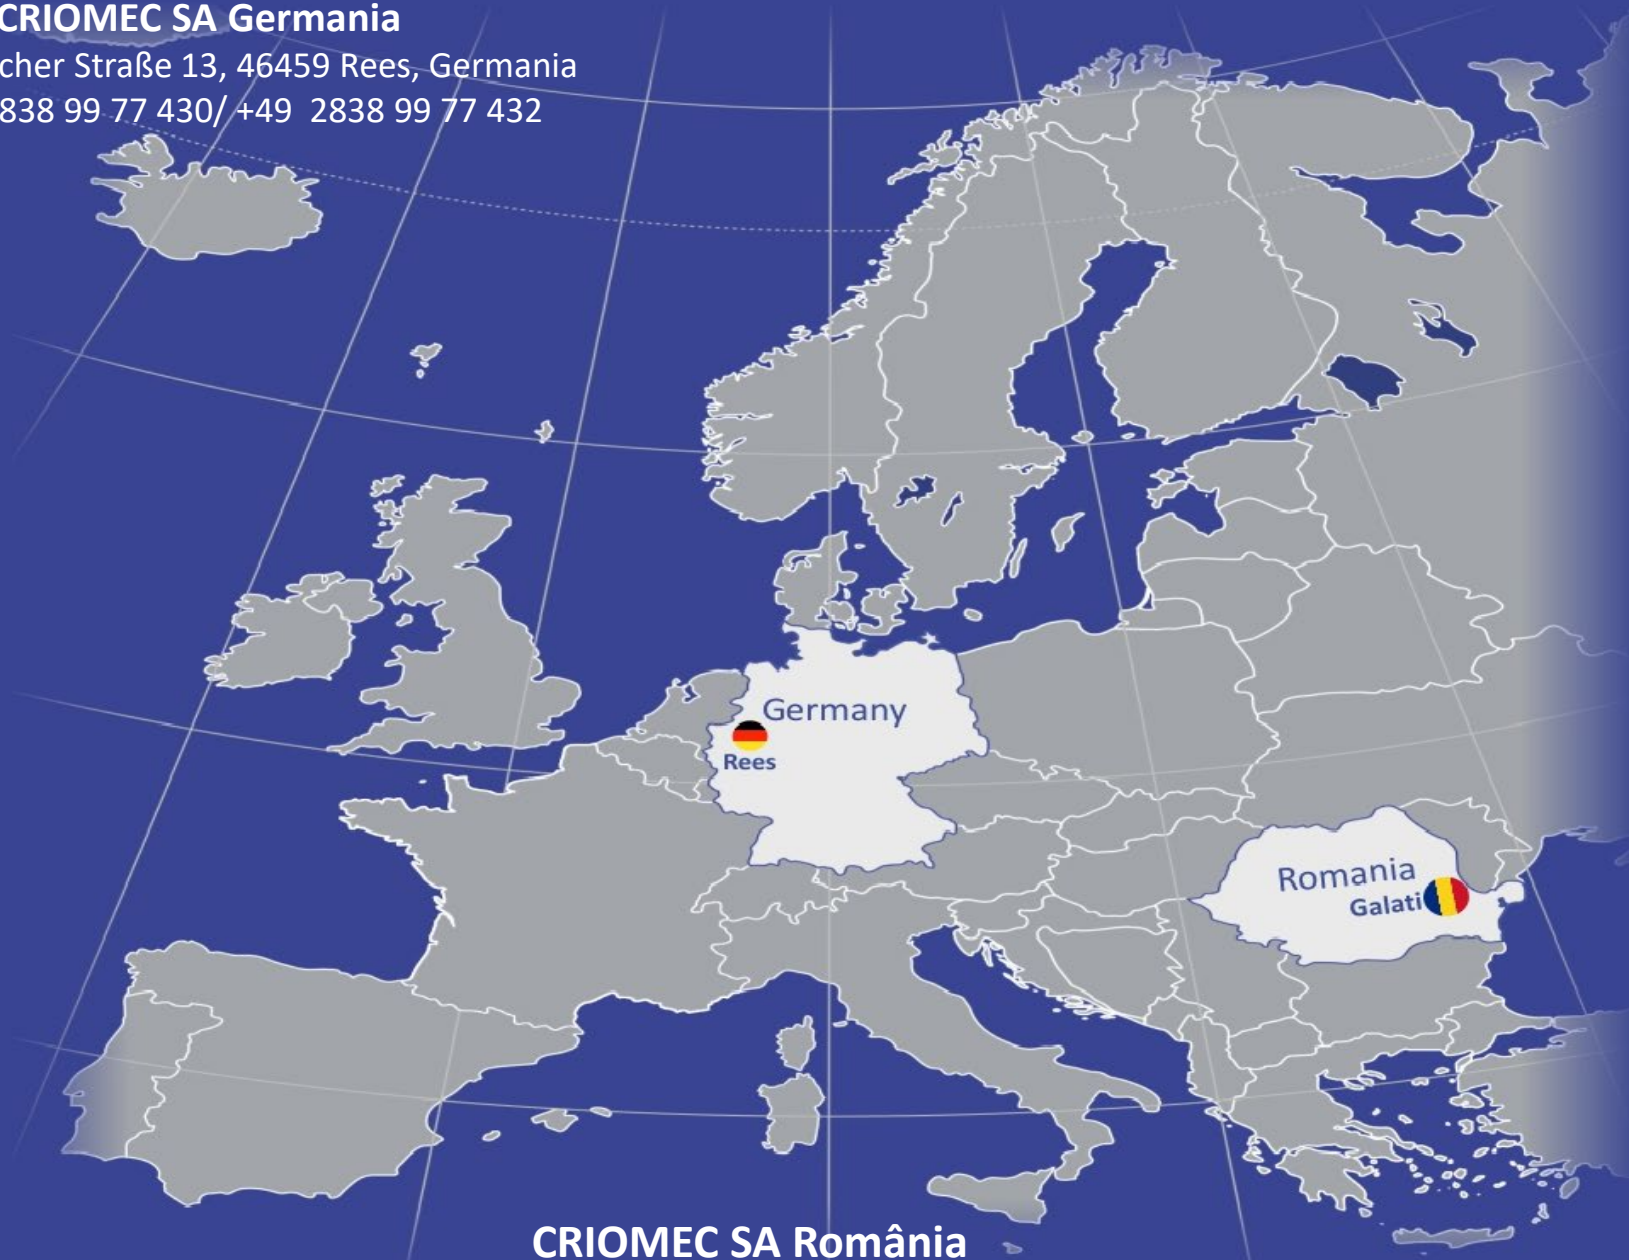 CRIOMEC SA Germania
cher Straße 13, 46459 Rees, Germania
838 99 77 430/ +49  2838 99 77 432
Germany
Rees
Romania
Galati
CRIOMEC SA România